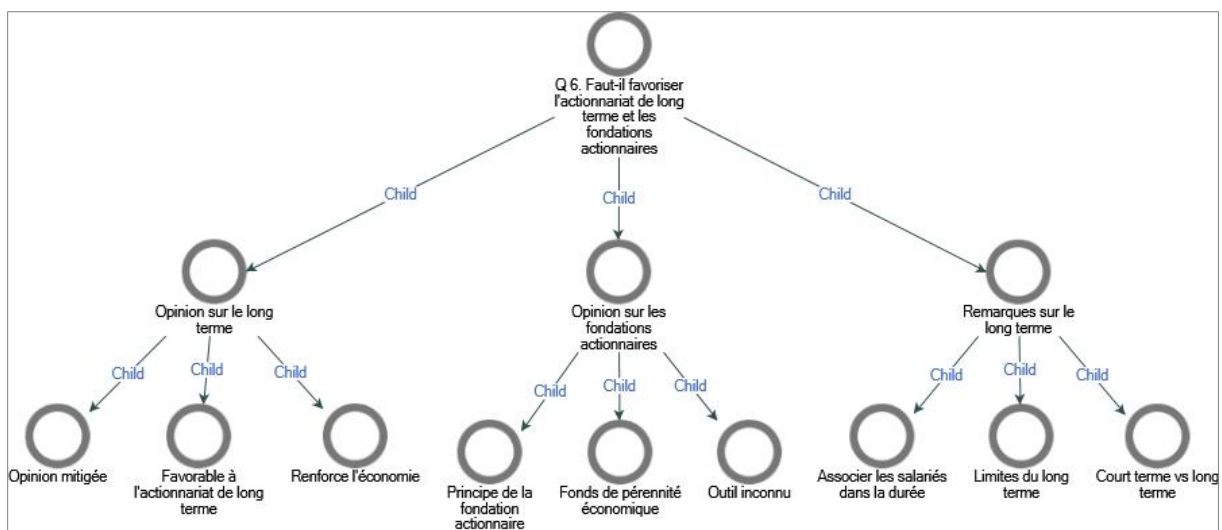 Q 6. Faut-il favoriser
l'actionnariat de long
terme et les
fondations
actionnaires
Child
Child
Child
Opinion sur le long
terme
Opinion sur les
fondations
actionnaires
Remarques sur le
long terme
Child
Child
Child
Child
Child
Child
Child
Child
Child
Opinion mitigée
Favorable à
l'actionnariat de long
terme
Renforce l'économie
Principe de la
fondation
actionnaire
Fonds de pérennité
économique
Outil inconnu
Associer les salariés
dans la durée
Limites du long
terme
Court terme vs long
terme